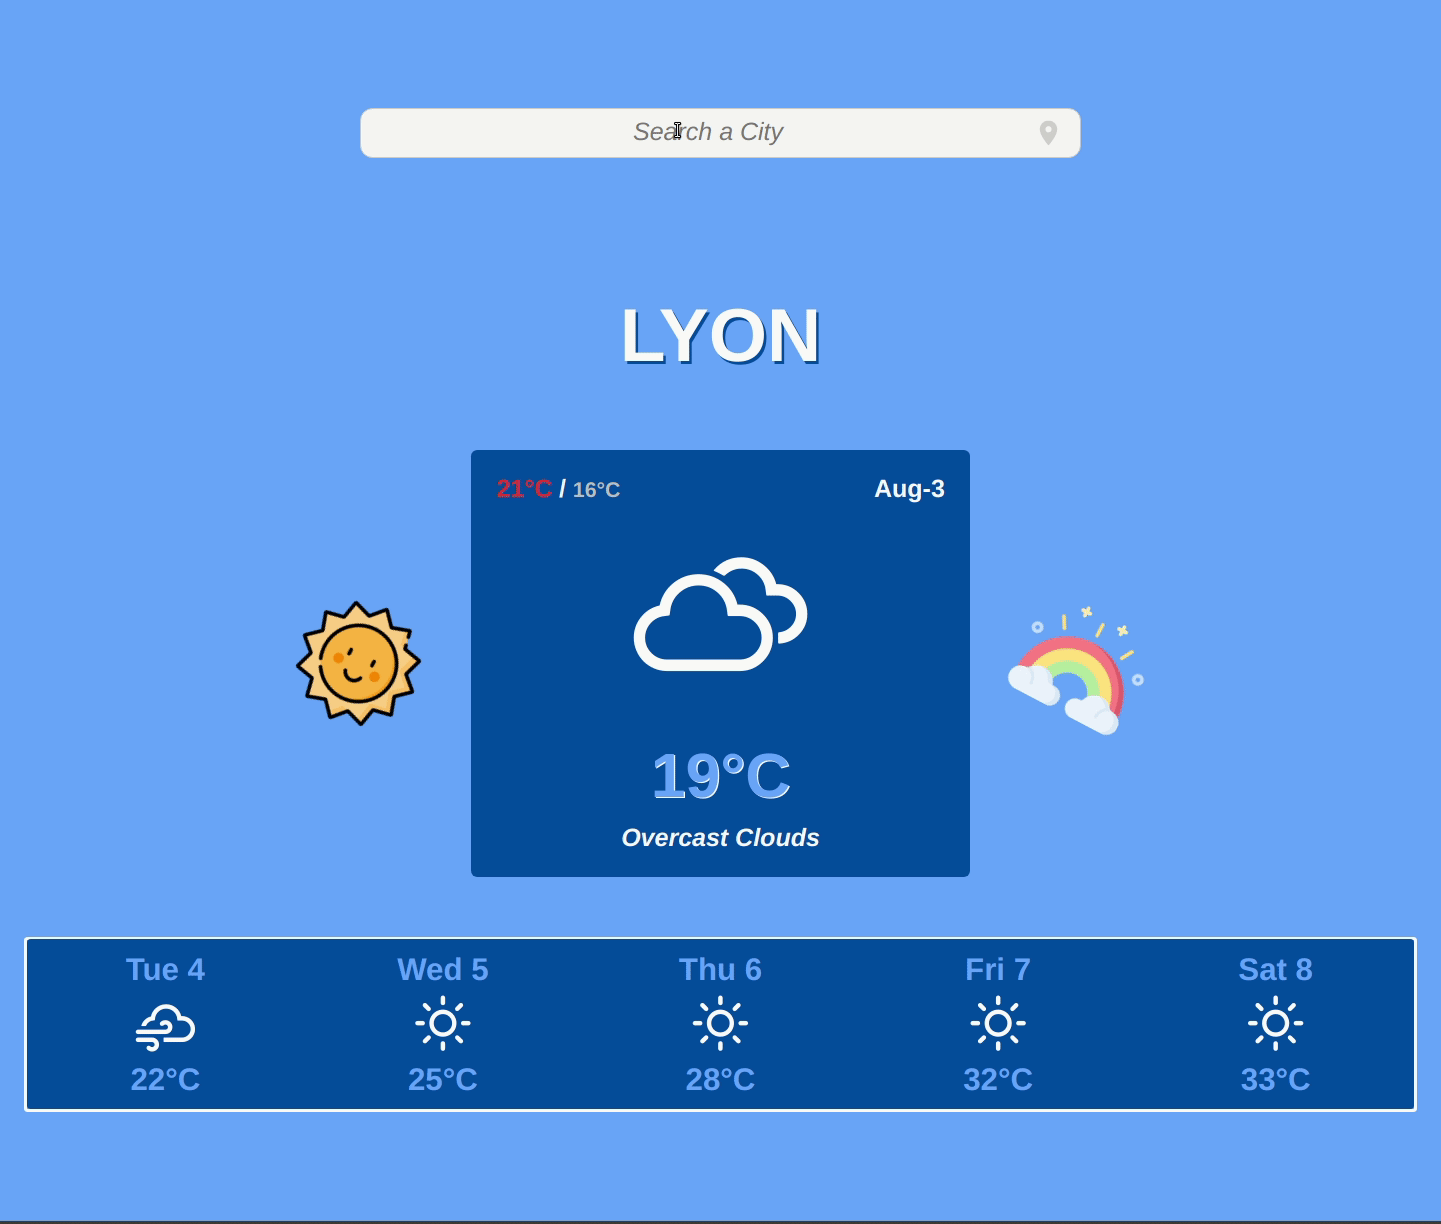 Search a City
LYON
21°C / 16°C
Aug-3
19°C
Overcast Clouds
Tue 4
Wed 5
Thu 6
Fri 7
Sat 8
22°C
25°C
28°C
32°C
33°C